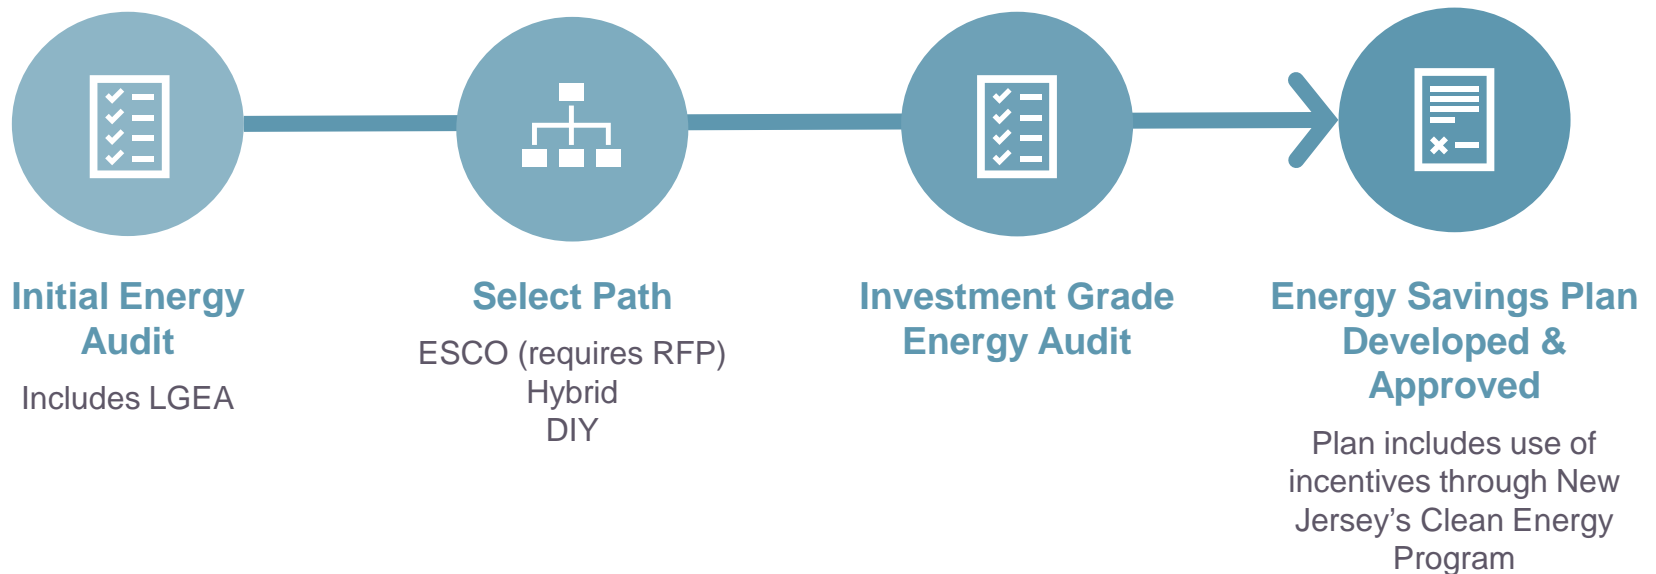 Initial Energy
Audit
Includes LGEA
Select Path
ESCO (requires RFP)
Hybrid
DIY
Investment Grade
Energy Audit
Energy Savings Plan
Developed &
Approved
Plan includes use of
incentives through New
Jersey’s Clean Energy
Program